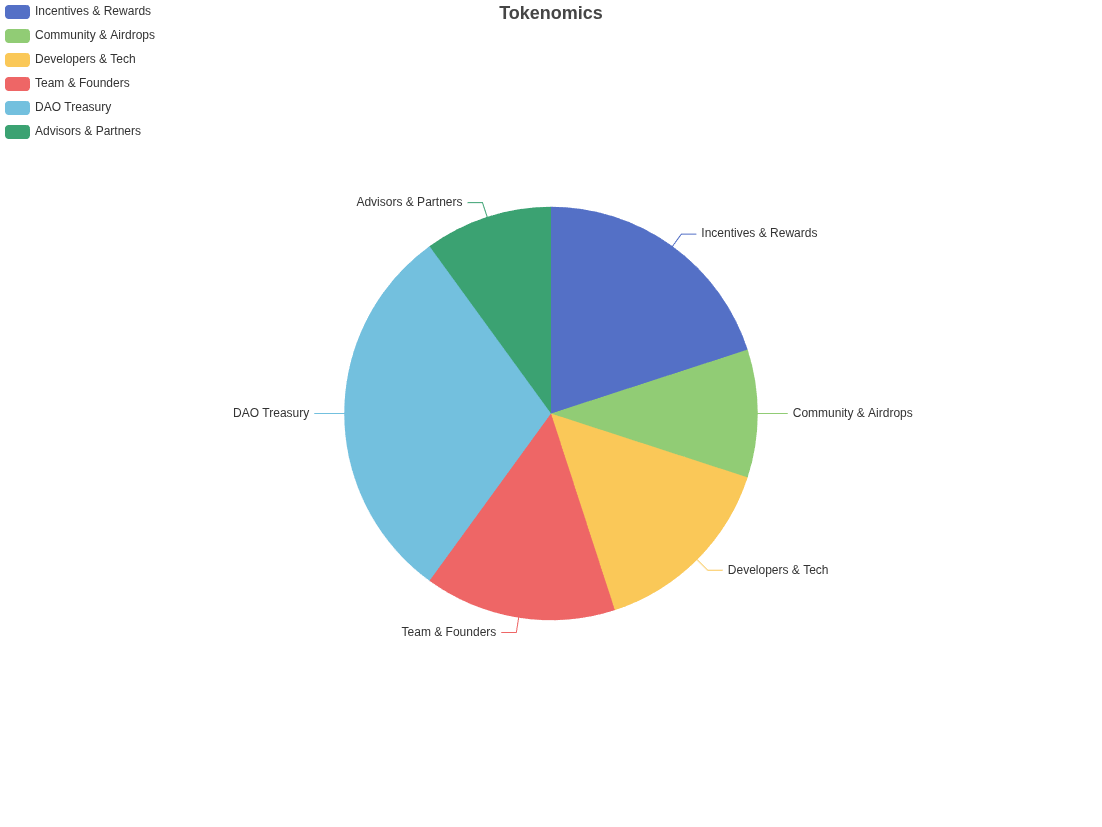 Tokenomics
Incentives & Rewards
Community & Airdrops
Developers & Tech
Team & Founders
DAO Treasury
Advisors & Partners
Advisors & Partners
Incentives & Rewards
DAO Treasury
Community & Airdrops
Developers & Tech
Team & Founders